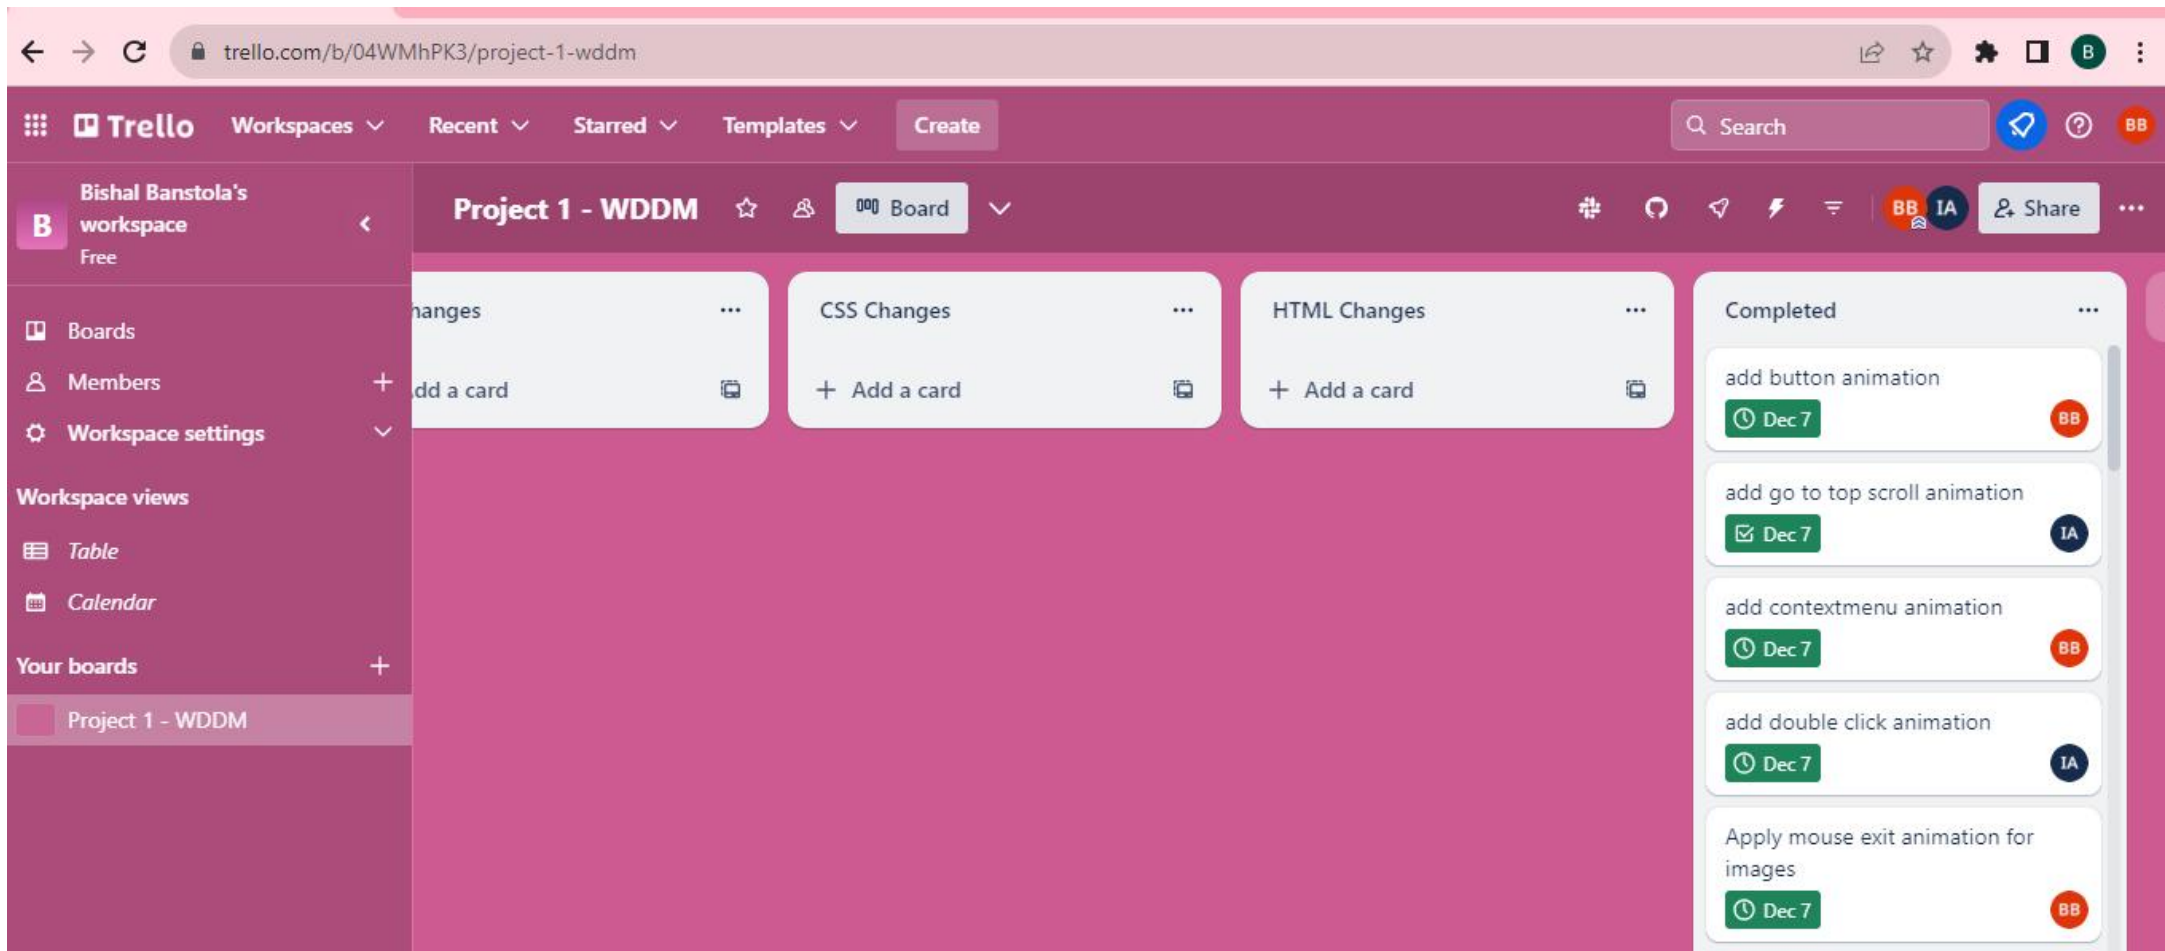 trello.com/b/04WMhPK3/project-1-wddm
B
Trello Workspaces Recent Starred Templates Create
Search
BB
B
Bishal Banstola's
workspace
Free
Project 1 - WDDM
Board
BB IA
Share
Boards
Members
Workspace settings
Workspace views
Table
Calendar
Your boards
Project 1 - WDDM
hanges
dd a card
CSS Changes
Add a card
HTML Changes
Add a card
Completed
add button animation
Dec 7
BB
add go to top scroll animation
Dec 7
IA
add contextmenu animation
Dec 7
BB
add double click animation
Dec 7
IA
Apply mouse exit animation for
images
Dec 7
BB